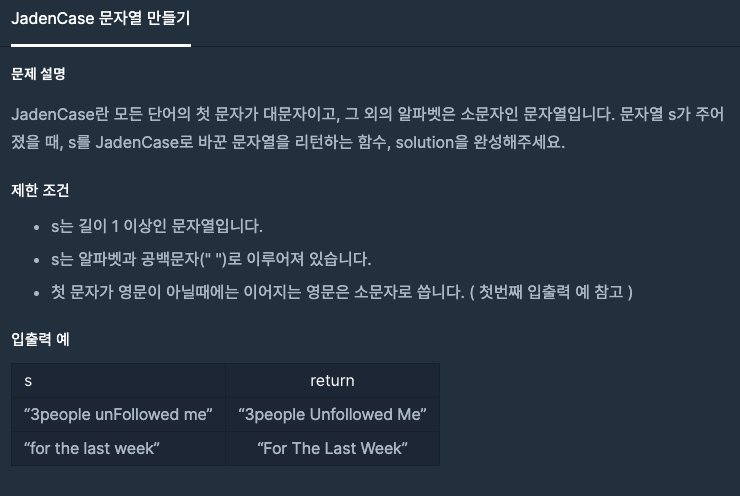 JadenCase 문자열 만들기
문제 설명
JadenCase란 모든 단어의 첫 문자가 대문자이고, 그 외의 알파벳은 소문자인 문자열입니다. 문자열 s가 주어
졌을 때, s를 JadenCase로 바꾼 문자열을 리턴하는 함수, solution을 완성해주세요.
제한 조건
• s는 길이 1 이상인 문자열입니다.
• s는 알파벳과 공백문자(" ")로 이루어져 있습니다.
• 첫 문자가 영문이 아닐때에는 이어지는 영문은 소문자로 씁니다. ( 첫번째 입출력 예 참고 )
입출력 예
s return
“3people unFollowed me” “3people Unfollowed Me”
“for the last week” “For The Last Week”